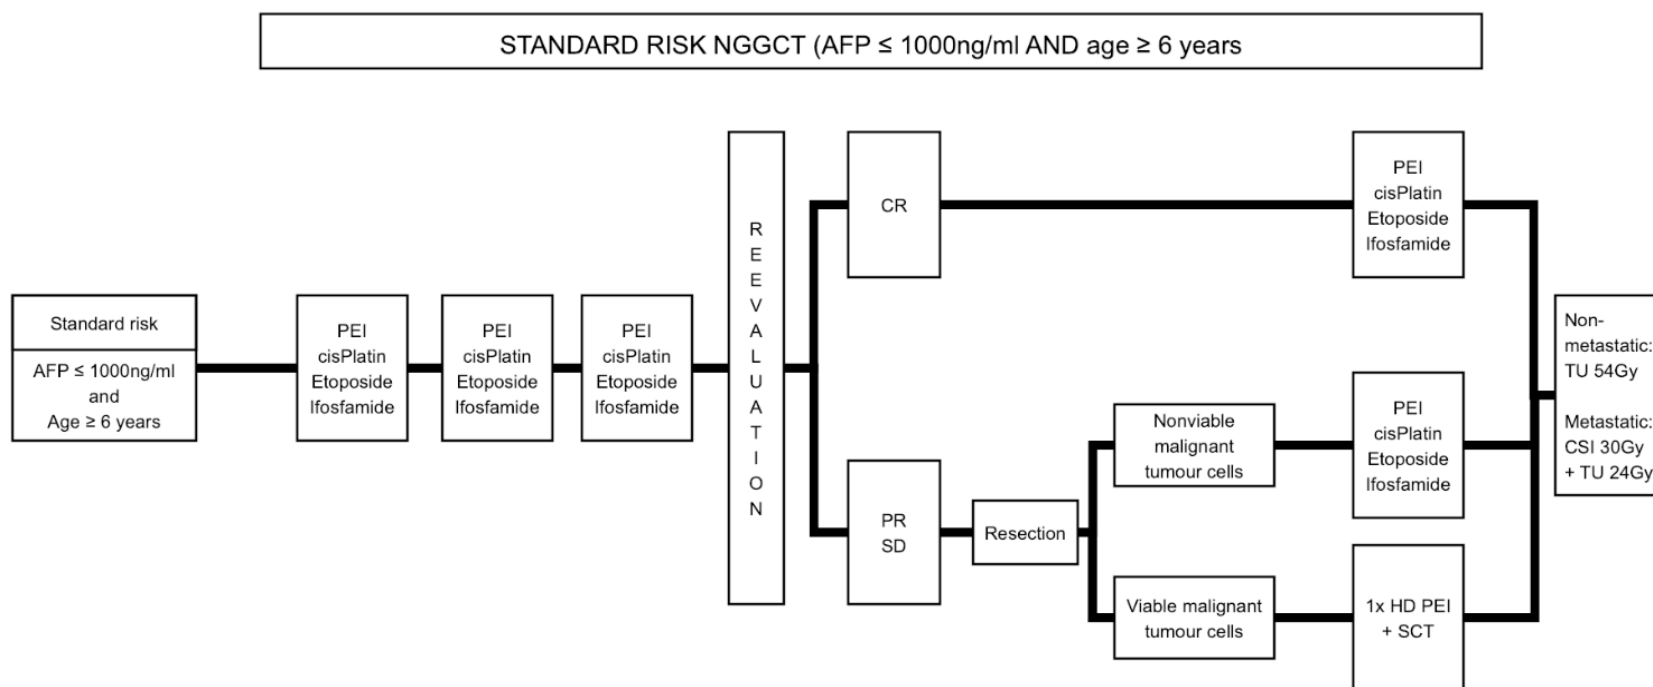 STANDARD RISK NGGCT (AFP ≤ 1000ng/ml AND age ≥ 6 years
Standard risk
AFP ≤ 1000ng/ml
and
Age ≥ 6 years
PEI
cisPlatin
Etoposide
Ifosfamide
PEI
cisPlatin
Etoposide
Ifosfamide
PEI
cisPlatin
Etoposide
Ifosfamide
R
E
E
V
A
L
U
A
T
I
O
N
CR
PEI
cisPlatin
Etoposide
Ifosfamide
PR
SD
Resection
Nonviable
malignant
tumour cells
PEI
cisPlatin
Etoposide
Ifosfamide
Viable malignant
tumour cells
1x HD PEI
+ SCT
Non-
metastatic:
TU 54Gy
Metastatic:
CSI 30Gy
+ TU 24Gy